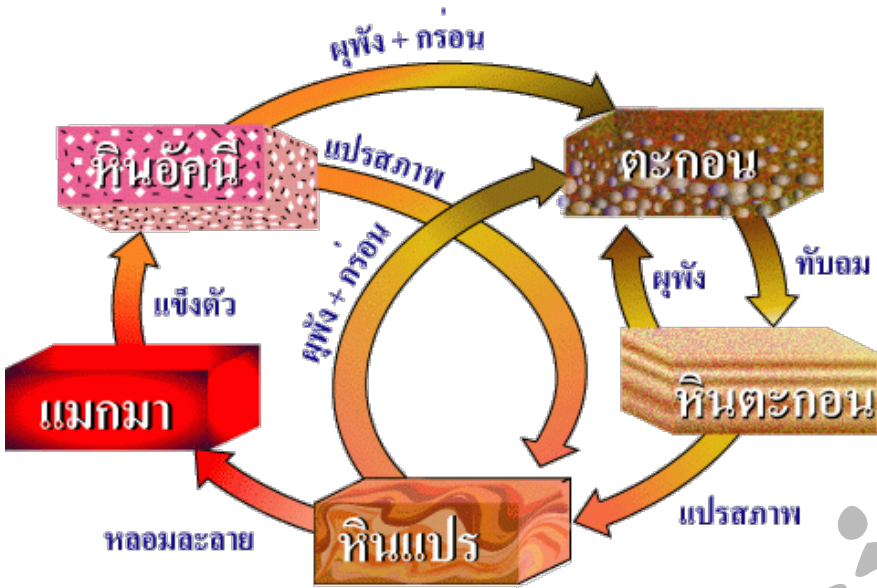 ผุพัง + กร่อน
หินอัคนี
แปรสภาพ
ตะกอน
ผุพัง + กร่อน
ผุพัง
ทับถม
แข็งตัว
แมกมา
หินตะกอน
หลอมละลาย
หินแปร
แปรสภาพ